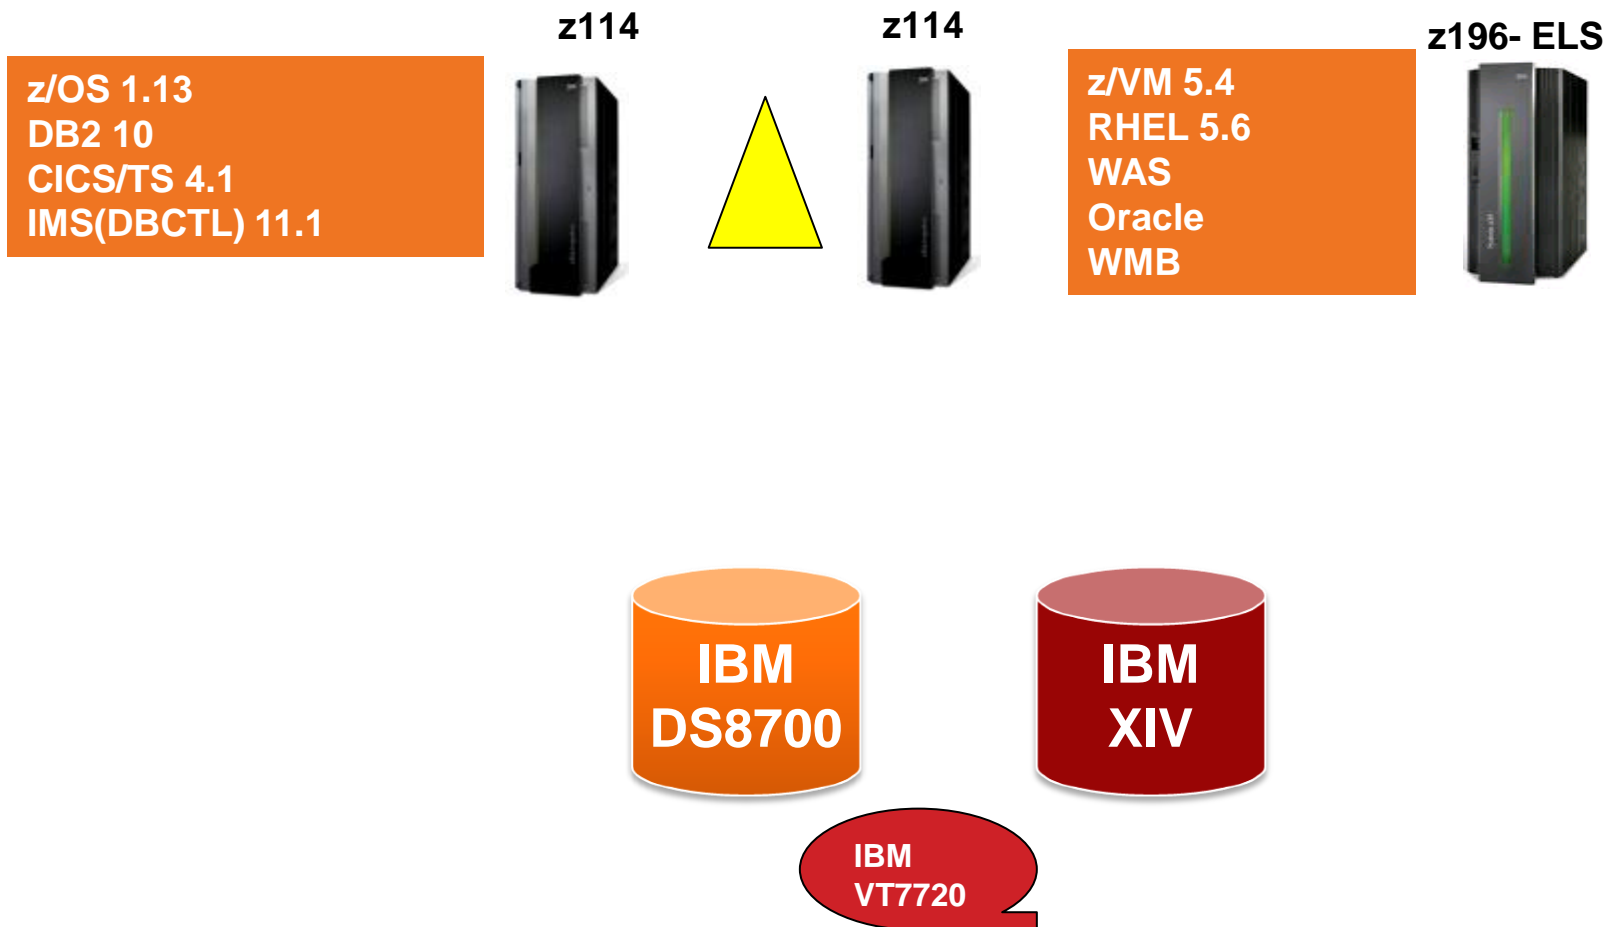 z114
z114
z196- ELS
z/OS 1.13
DB2 10
CICS/TS 4.1
IMS(DBCTL) 11.1
z/VM 5.4
RHEL 5.6
WAS
Oracle
WMB
IBM
DS8700
IBM
XIV
IBM
VT7720